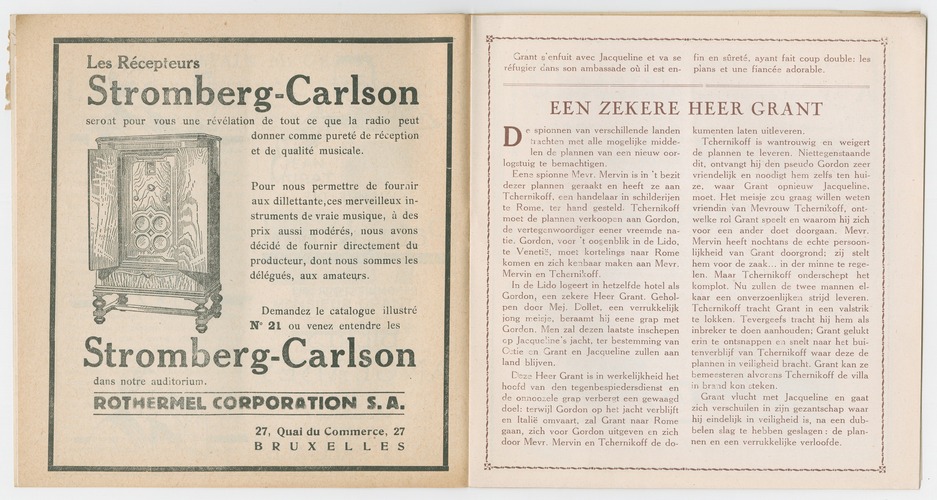 Les Récepteurs
Stromberg-Carlson
seront pour vous une révélation de tout ce que la radio peut
donner comme pureté de réception
et de qualité musicale.
Pour nous permettre de fournir
aux dillettante,ces merveilleux in-
struments de vraie musique, à des
prix aussi modérés, nous avons
décidé de fournir directement du
producteur, dont nous sommes les
délégués, aux amateurs.
Demandez le catalogue illustré
N° 21 ou venez entendre les
Stromberg-Carlson
dans notre auditorium.
ROTHERMEL CORPORATION S. A.
27, Quai du Commerce, 27
BRUXELLES
Grant s'enfuit avec Jacqueline et va se
réfugier dans son ambassade où il est en-
fin en sûreté, ayant fait coup double: les
plans et une fiancée adorable.
EEN ZEKERE HEER GRANT
De spionnen van verschillende landen
trachten met alle mogelijke midde-
len de plannen van een nieuw oor-
logstuig te bemachtigen.
Eene spionne Mevr. Mervin is in 't bezit
dezer plannen geraakt en heeft ze aan
Tchernikoff, een handelaar in schilderijen
te Rome, ter hand gesteld. Tchernikoff
moet de plannen verkoopen aan Gordon,
de vertegenwoordiger eener vreemde na-
tie. Gordon, voor 't oogenblik in de Lido,
te Venetië, moet kortelings naar Rome
komen en zich kenbaar maken aan Mevr.
Mervin en Tchernikoff.
In de Lido logeert in hetzelfde hotel als
Gordon, een zekere Heer Grant. Gehol-
pen door Mej. Dollet, een verrukkelijk
jong meisje, beraamt hij eene grap met
Gordon. Men zal dezen laatste inschepen
op Jacqueline's jacht, ter bestemming van
Ostie en Grant en Jacqueline zullen aan
land blijven.
Deze Heer Grant is in werkelijkheid het
hoofd van den tegenbespiedersdienst en
de onnoozele grap verbergt een gewaagd
doel: terwijl Gordon op het jacht verblijft
en Italië omvaart, zal Grant naar Rome
gaan, zich voor Gordon uitgeven en zich
door Mevr. Mervin en Tchernikoff de do-
kumenten laten uitleveren.
Tchernikoff is wantrouwig en weigert
de plannen te leveren. Niettegenstaande
dit, ontvangt hij den pseudo Gordon zeer
vriendelijk en noodigt hem zelfs ten hui-
ze, waar Grant opnieuw Jacqueline,
moet. Het meisje zou graag willen weten
vriendin van Mevrouw Tchernikoff, ont-
welke rol Grant speelt en waarom hij zich
voor een ander doet doorgaan. Mevr.
Mervin heeft nochtans de echte persoon-
lijkheid van Grant doorgrond; zij stelt
hem voor de zaak... in der minne te rege-
len. Maar Tchernikoff onderschept het
komplot. Nu zullen de twee mannen el-
kaar een onverzoenlijken strijd leveren.
Tchernikoff tracht Grant in een valstrik
te lokken. Tevergeefs tracht hij hem als
inbreker te doen aanhouden; Grant gelukt
erin te ontsnappen en snelt naar het bui-
tenverblijf van Tchernikoff waar deze de
plannen in veiligheid bracht. Grant kan ze
bemeesteren alvorens Tchernikoff de villa
in brand kon steken.
Grant vlucht met Jacqueline en gaat
zich verschuilen in zijn gezantschap waar
hij eindelijk in veiligheid is, na een dub-
belen slag te hebben geslagen : de plan-
nen en een verrukkelijke verloofde.